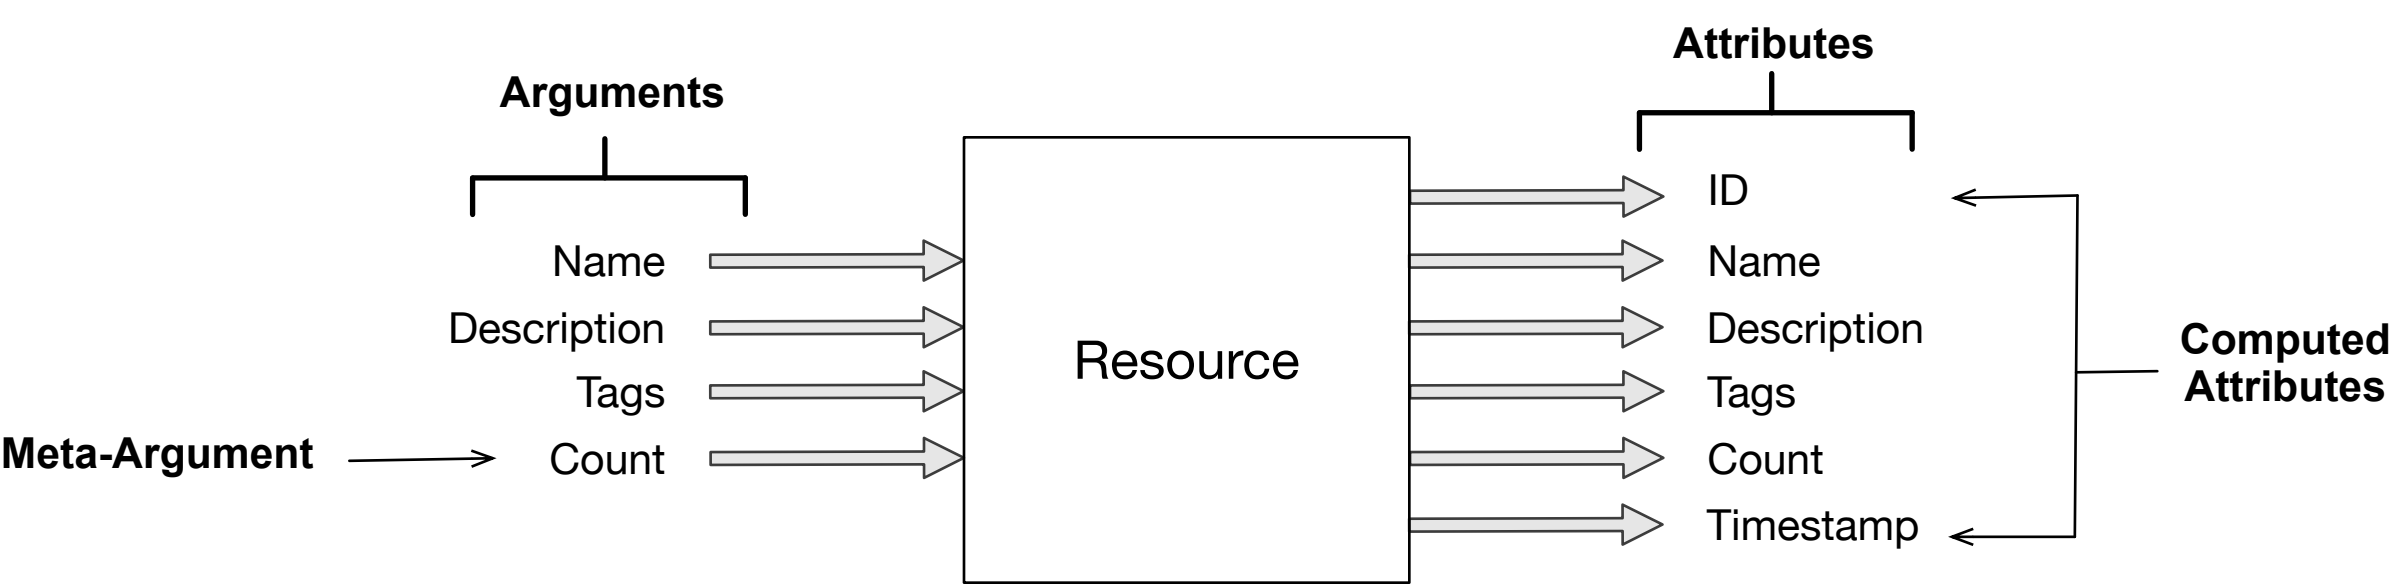 Attributes
Arguments
ID
Name
Name
Description
Description
Resource
Computed
Attributes
Tags
Tags
Meta-Argument
Count
Count
Timestamp